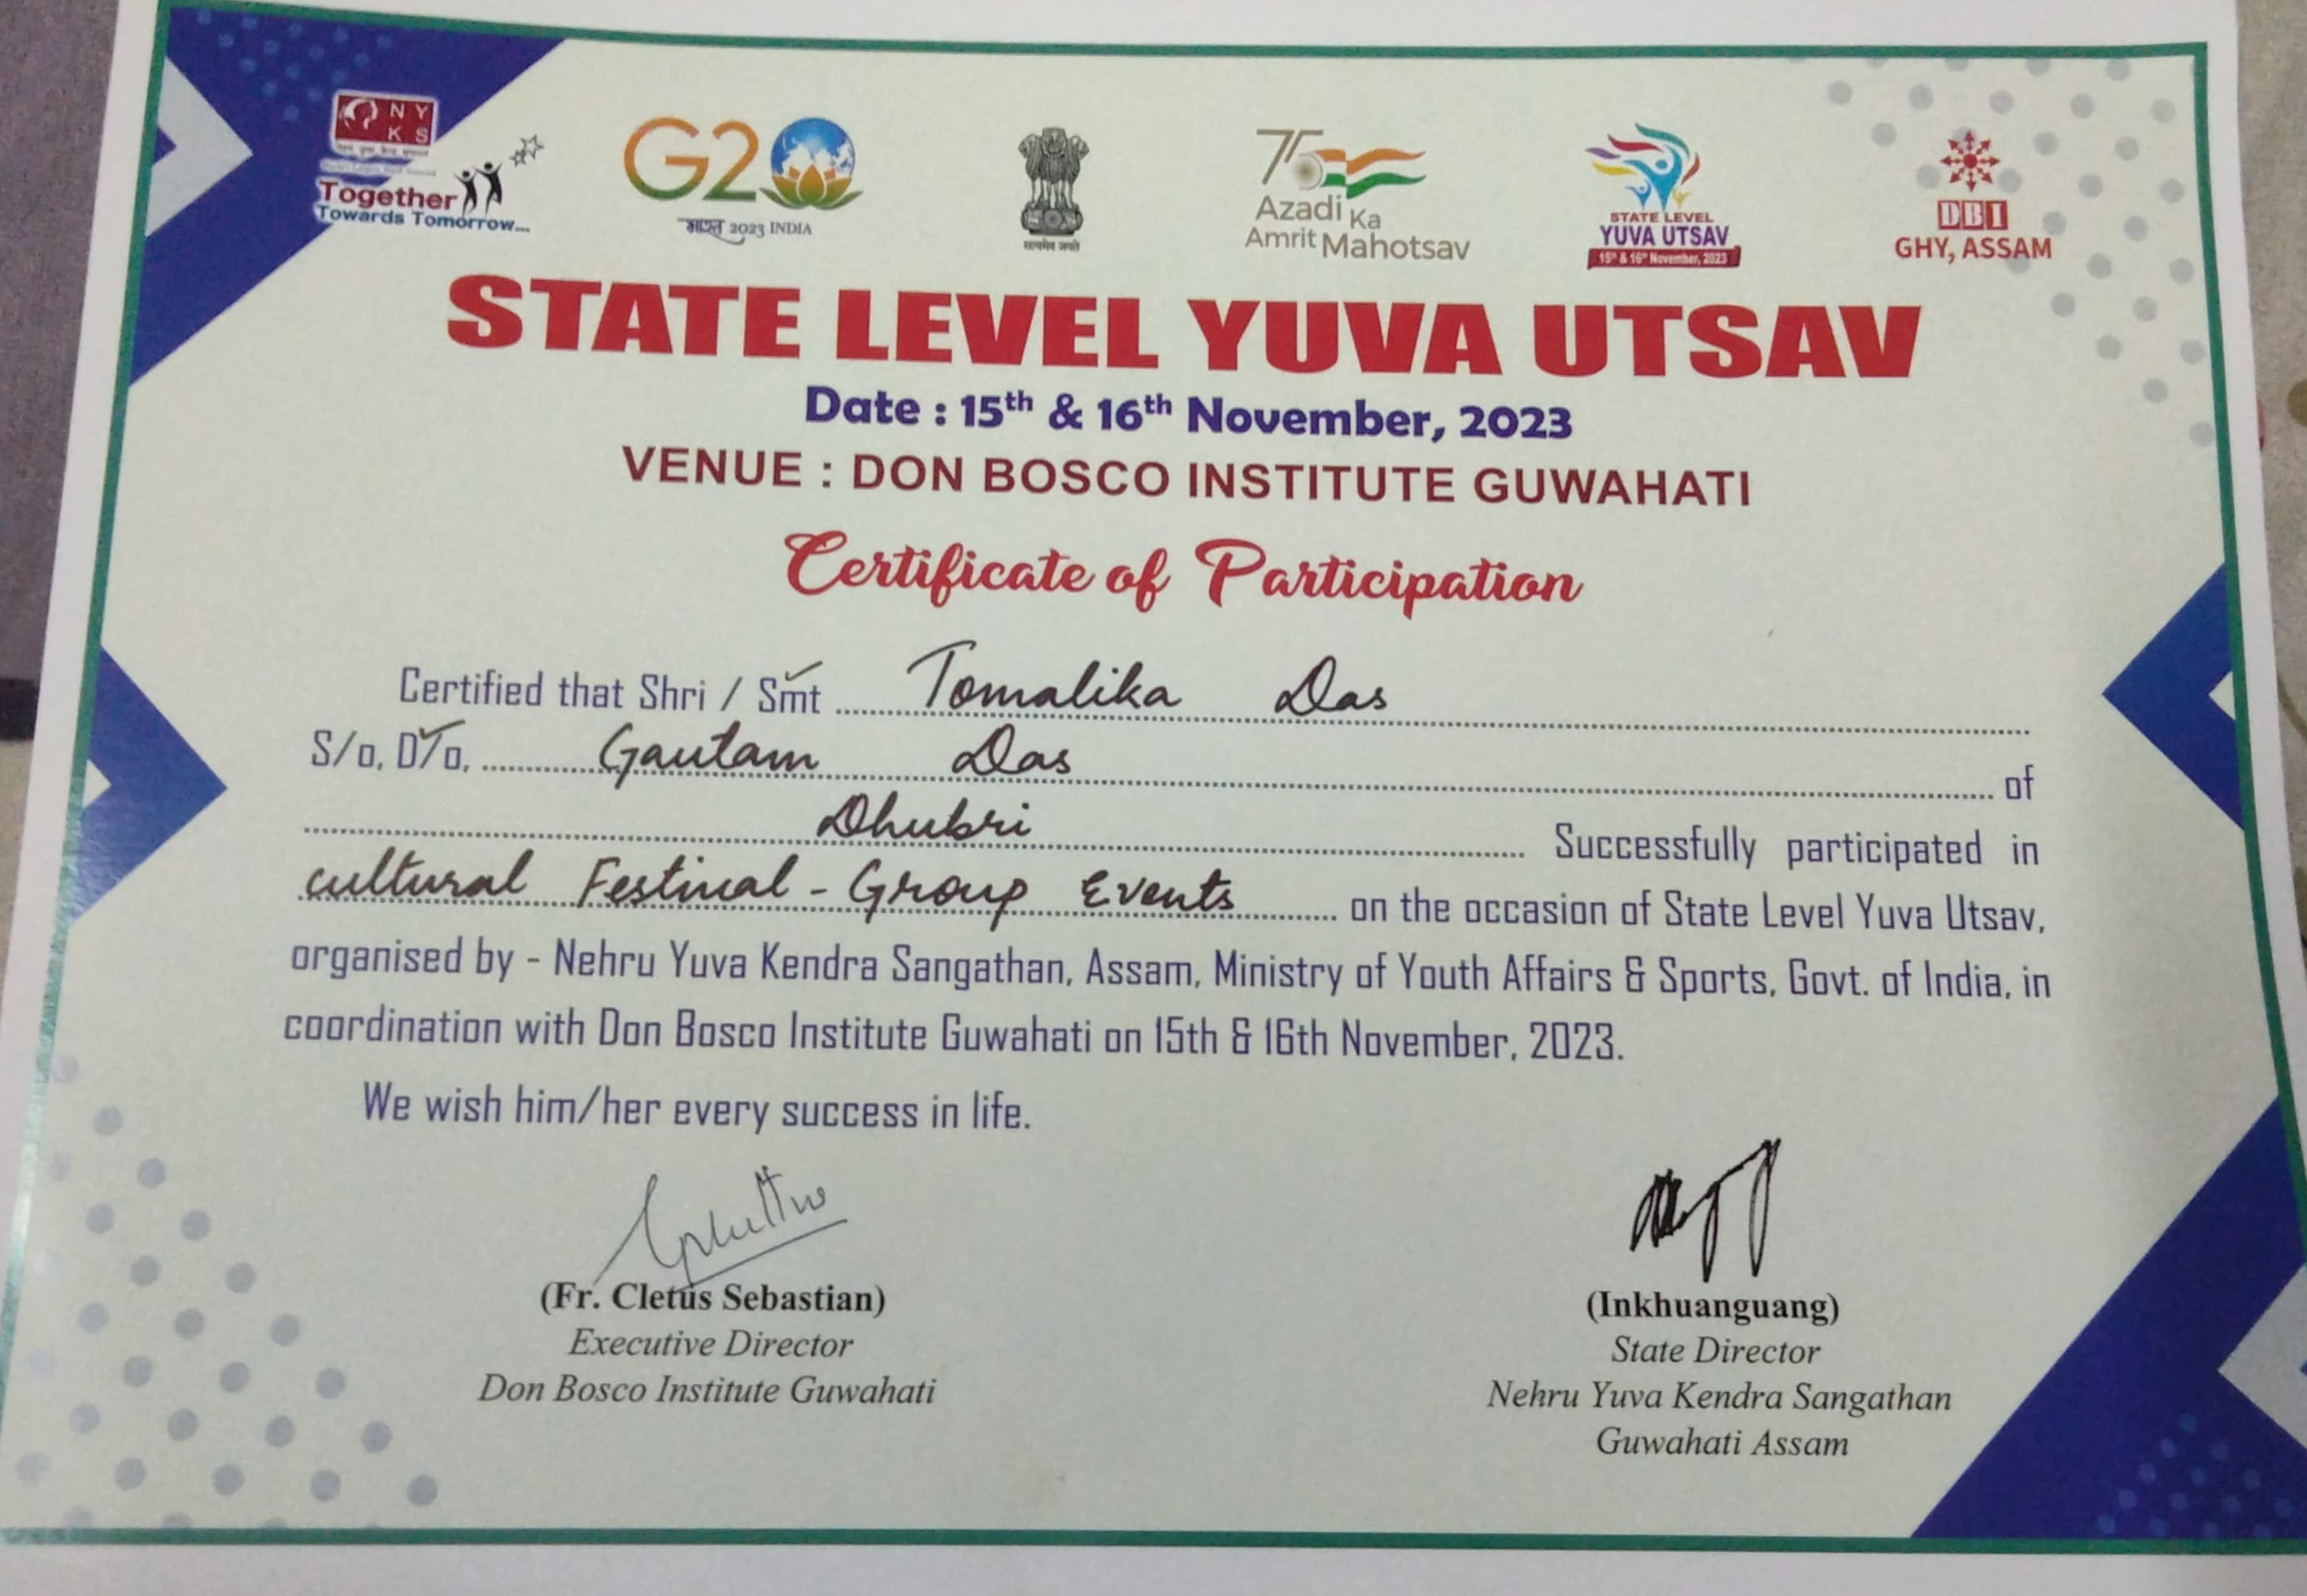 N Y
K S
Together
Towards Tomorrow...
G20
भारत 2023 INDIA
सत्यमेव जयते
75
Azadi Ka
Amrit Mahotsav
STATE LEVEL
YUVA UTSAV
15th & 16th November, 2023
DBI
GHY, ASSAM
STATE LEVEL YUVA UTSAV
Date : 15th & 16th November, 2023
VENUE : DON BOSCO INSTITUTE GUWAHATI
Certificate of Participation
Certified that Shri / Smt Tomalika Das
S/o, D/o, Gautam Das of
Dhubri Successfully participated in
cultural Festival - Group Events on the occasion of State Level Yuva Utsav,
organised by - Nehru Yuva Kendra Sangathan, Assam, Ministry of Youth Affairs & Sports, Govt. of India, in
coordination with Don Bosco Institute Guwahati on 15th & 16th November, 2023.
We wish him/her every success in life.
(Fr. Cletus Sebastian)
Executive Director
Don Bosco Institute Guwahati
(Inkhuanguang)
State Director
Nehru Yuva Kendra Sangathan
Guwahati Assam